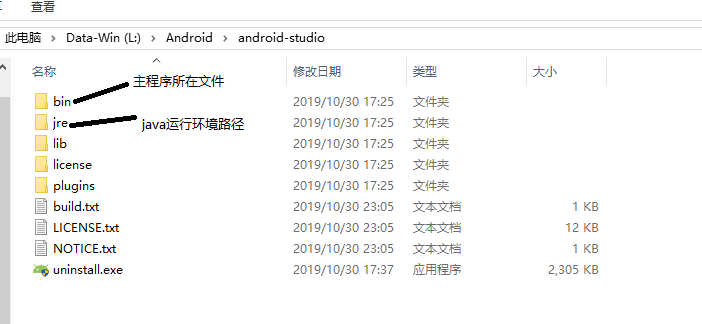 查看
此电脑 > Data-Win (L:) > Android > android-studio
名称 修改日期 类型 大小
主程序所在文件
bin 2019/10/30 17:25 文件夹
jre java运行环境路径 2019/10/30 17:25 文件夹
lib 2019/10/30 17:25 文件夹
license 2019/10/30 17:25 文件夹
plugins 2019/10/30 17:25 文件夹
build.txt 2019/10/30 23:05 文本文档 1 KB
LICENSE.txt 2019/10/30 23:05 文本文档 12 KB
NOTICE.txt 2019/10/30 23:05 文本文档 1 KB
uninstall.exe 2019/10/30 17:37 应用程序 2,305 KB